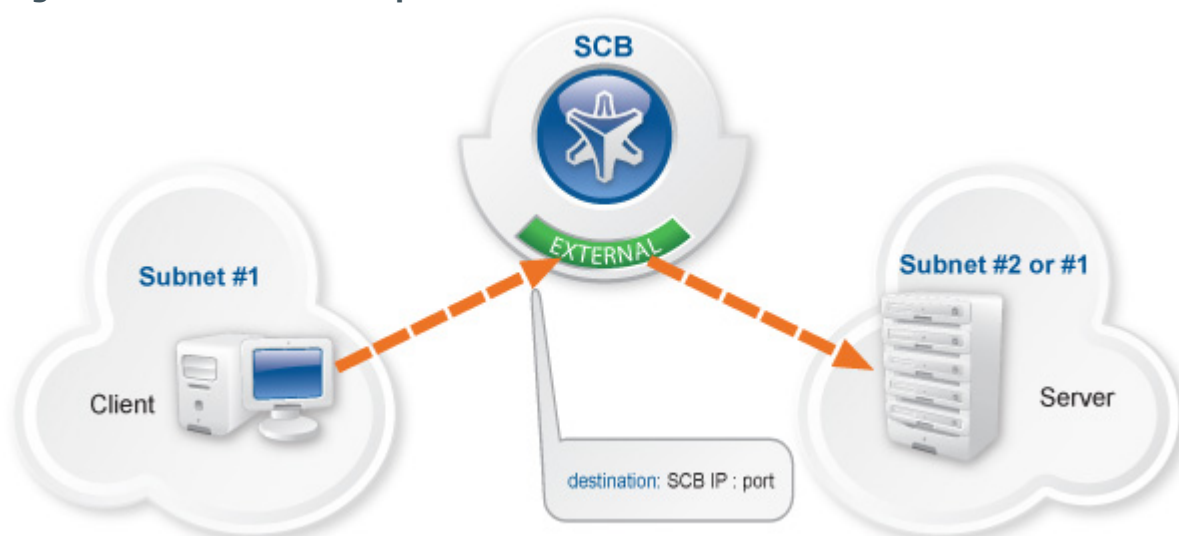 SCB
EXTERNAL
Subnet #1
Client
Subnet #2 or #1
Server
destination: SCB IP : port